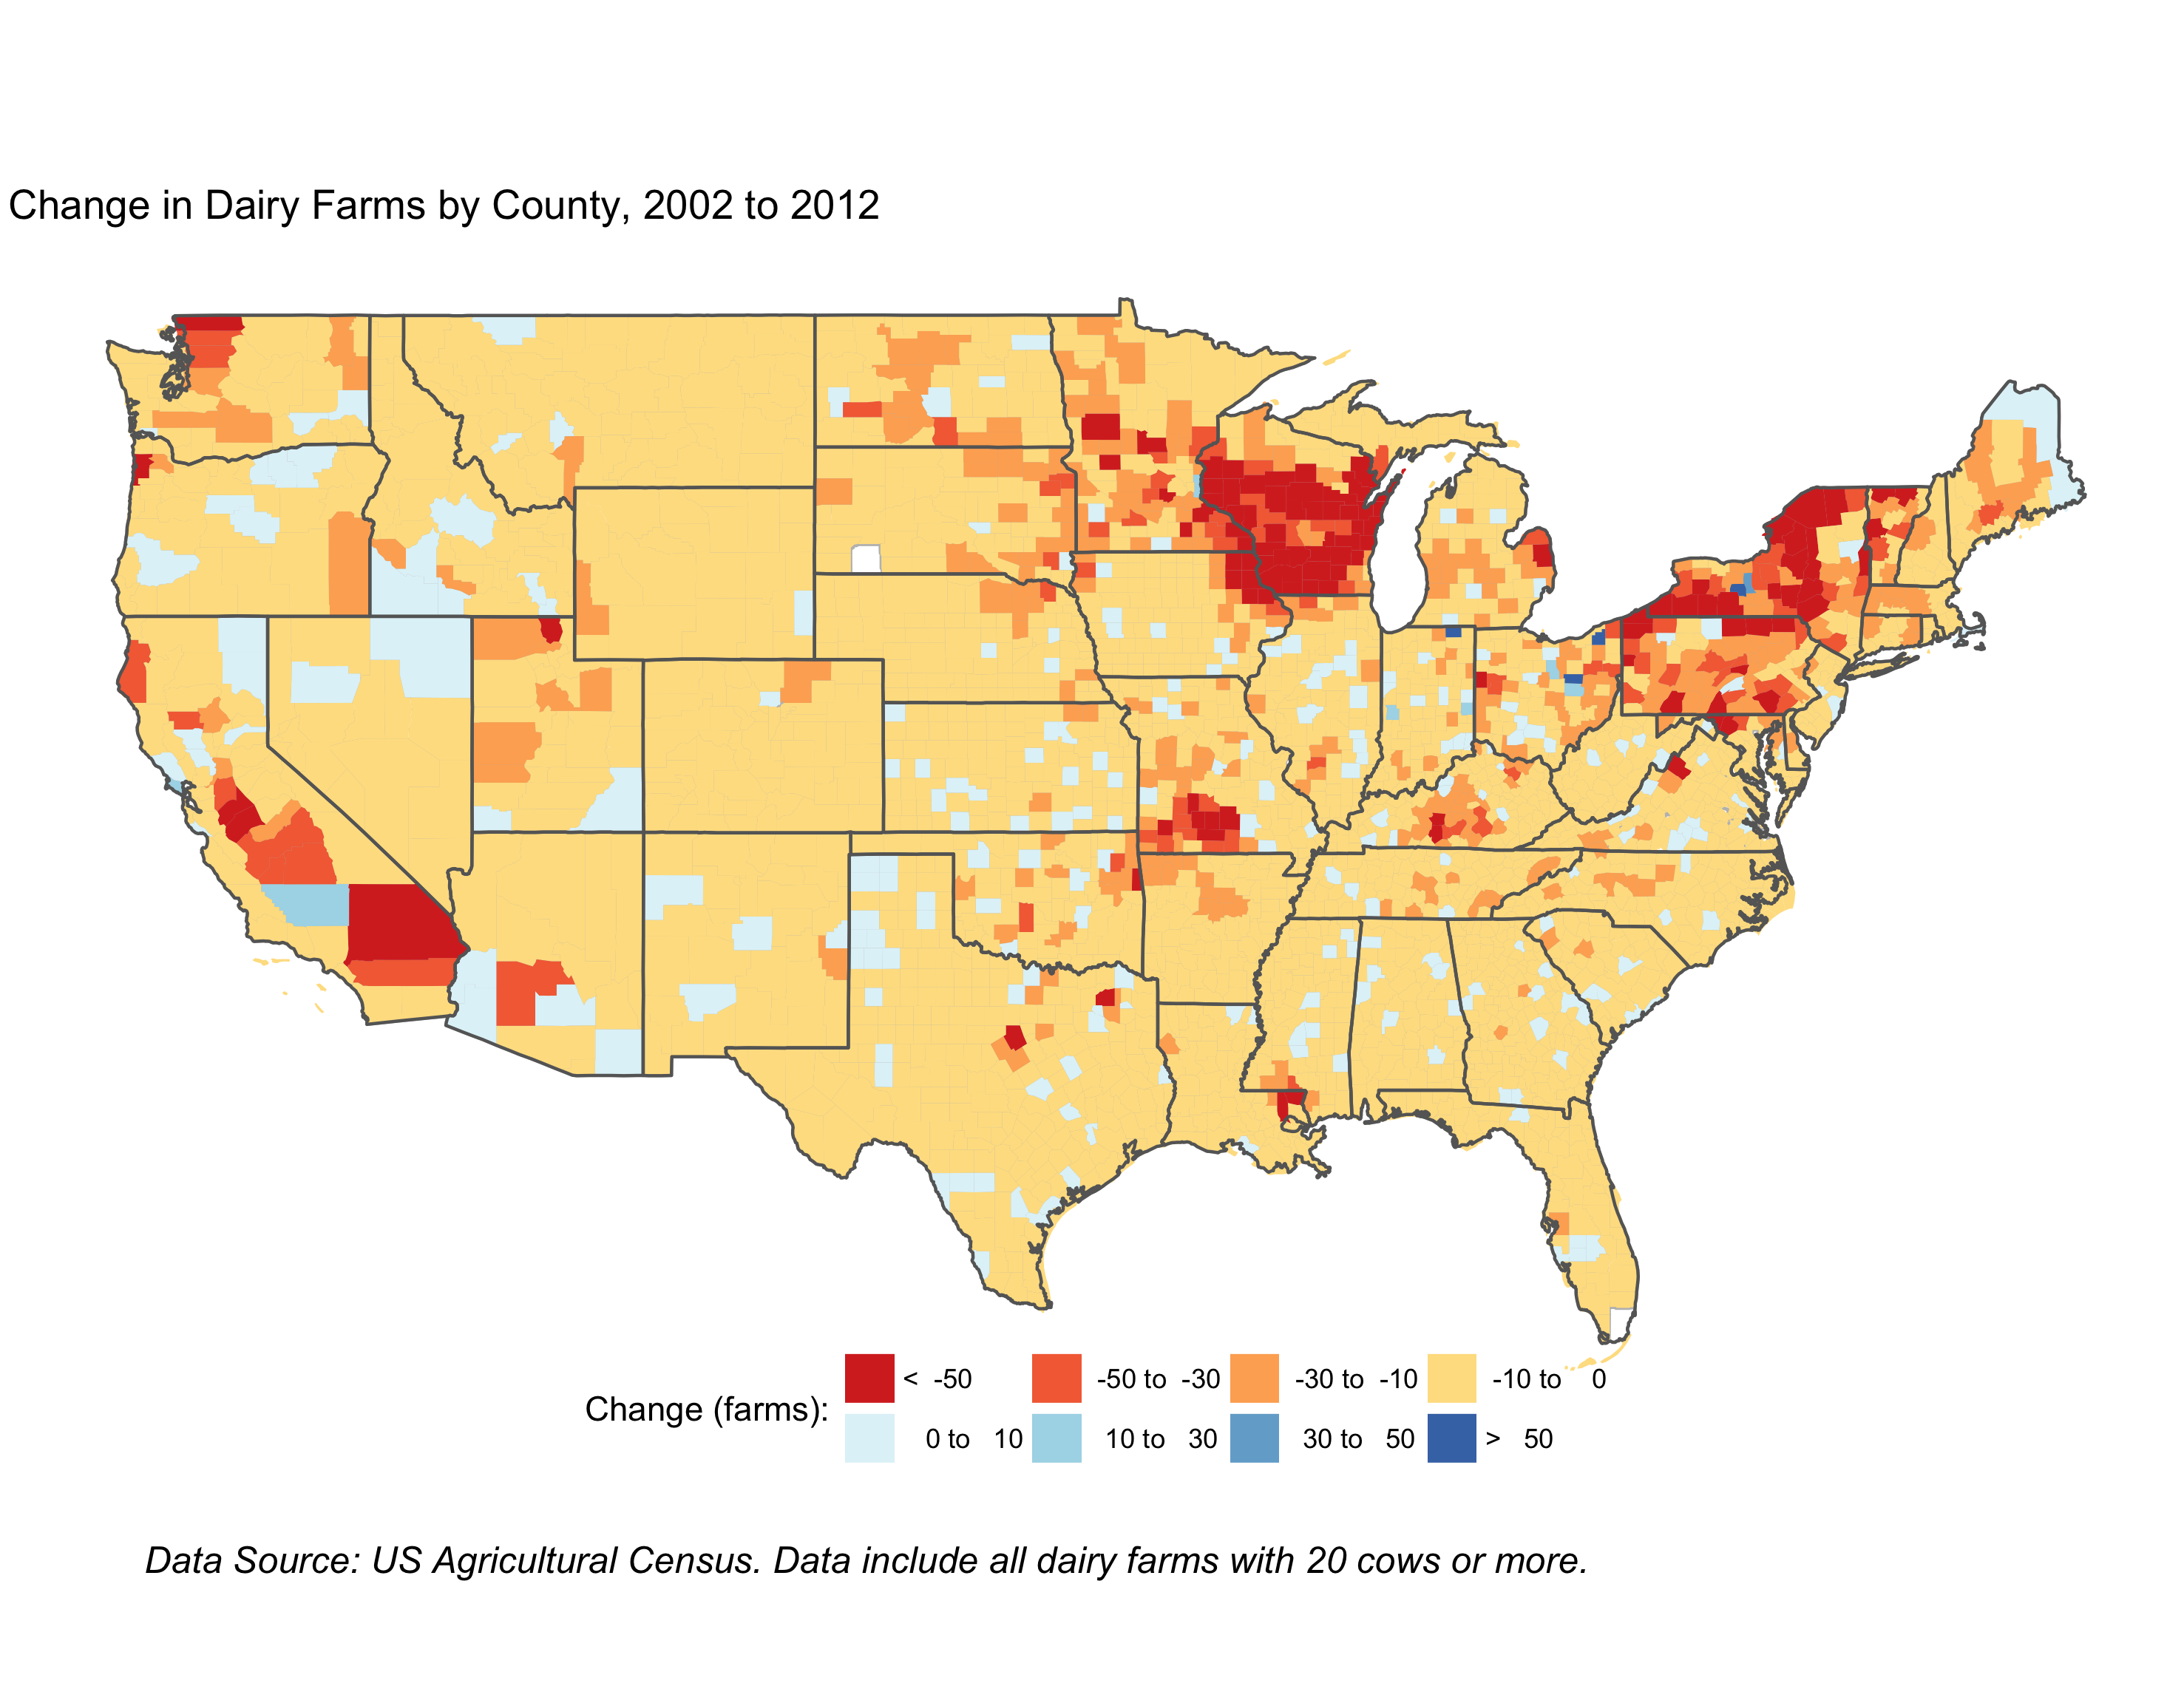 Change in Dairy Farms by County, 2002 to 2012
Change (farms):
< -50 -50 to -30 -30 to -10 -10 to 0
0 to 10 10 to 30 30 to 50 > 50
Data Source: US Agricultural Census. Data include all dairy farms with 20 cows or more.